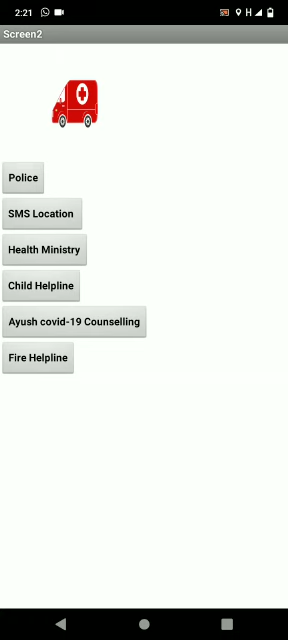 2:21
H
Screen2
Police
SMS Location
Health Ministry
Child Helpline
Ayush covid-19 Counselling
Fire Helpline